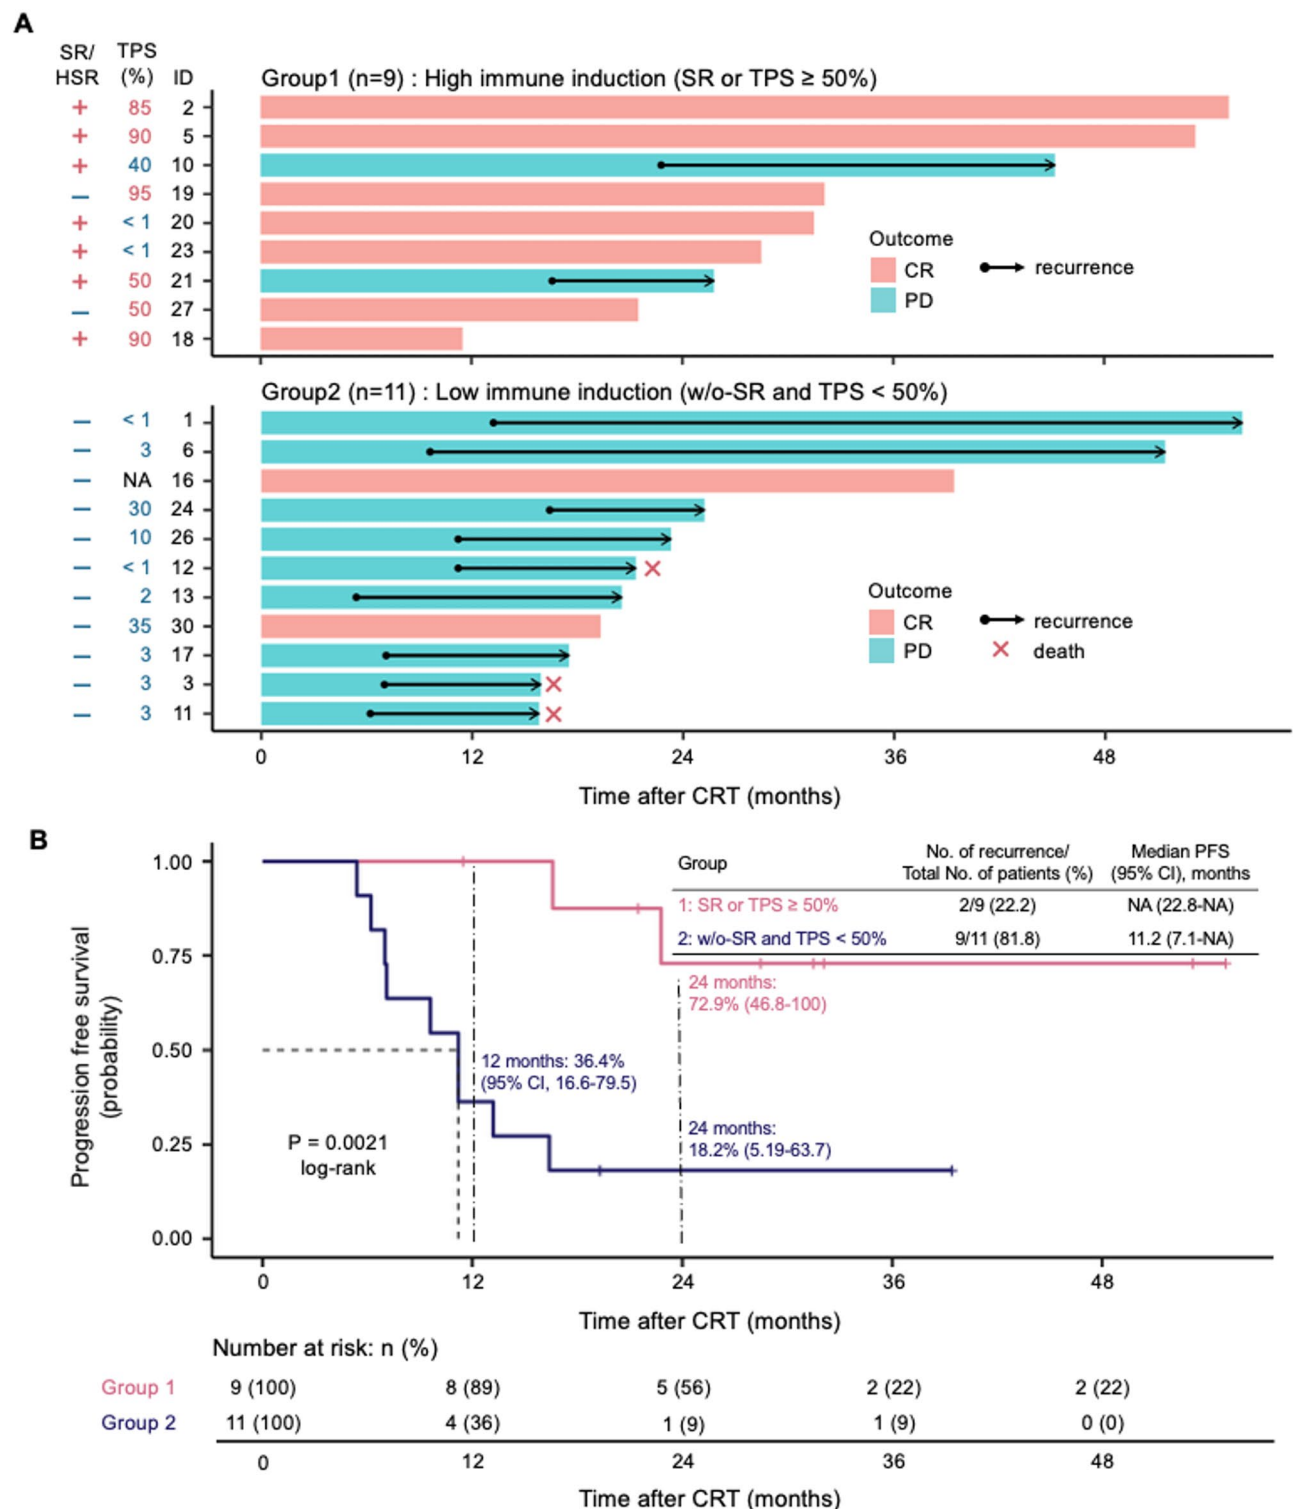 A
SR/ TPS
HSR (%) ID
Group1 (n=9) : High immune induction (SR or TPS ≥ 50%)
+ 85 2
+ 90 5
+ 40 10
− 95 19
+ < 1 20
+ < 1 23
+ 50 21
− 50 27
+ 90 18
Outcome
CR
PD
recurrence
Group2 (n=11) : Low immune induction (w/o-SR and TPS < 50%)
− < 1 1
− 3 6
− NA 16
− 30 24
− 10 26
− < 1 12
− 2 13
− 35 30
− 3 17
− 3 3
− 3 11
Outcome
CR
PD
recurrence
death
0 12 24 36 48
Time after CRT (months)
B
Progression free survival
(probability)
1.00
0.75
0.50
0.25
0.00
Group
No. of recurrence/
Total No. of patients (%)
Median PFS
(95% CI), months
1: SR or TPS ≥ 50% 2/9 (22.2) NA (22.8-NA)
2: w/o-SR and TPS < 50% 9/11 (81.8) 11.2 (7.1-NA)
24 months:
72.9% (46.8-100)
12 months: 36.4%
(95% CI, 16.6-79.5)
24 months:
18.2% (5.19-63.7)
P = 0.0021
log-rank
0 12 24 36 48
Time after CRT (months)
Number at risk: n (%)
Group 1 9 (100) 8 (89) 5 (56) 2 (22) 2 (22)
Group 2 11 (100) 4 (36) 1 (9) 1 (9) 0 (0)
0 12 24 36 48
Time after CRT (months)